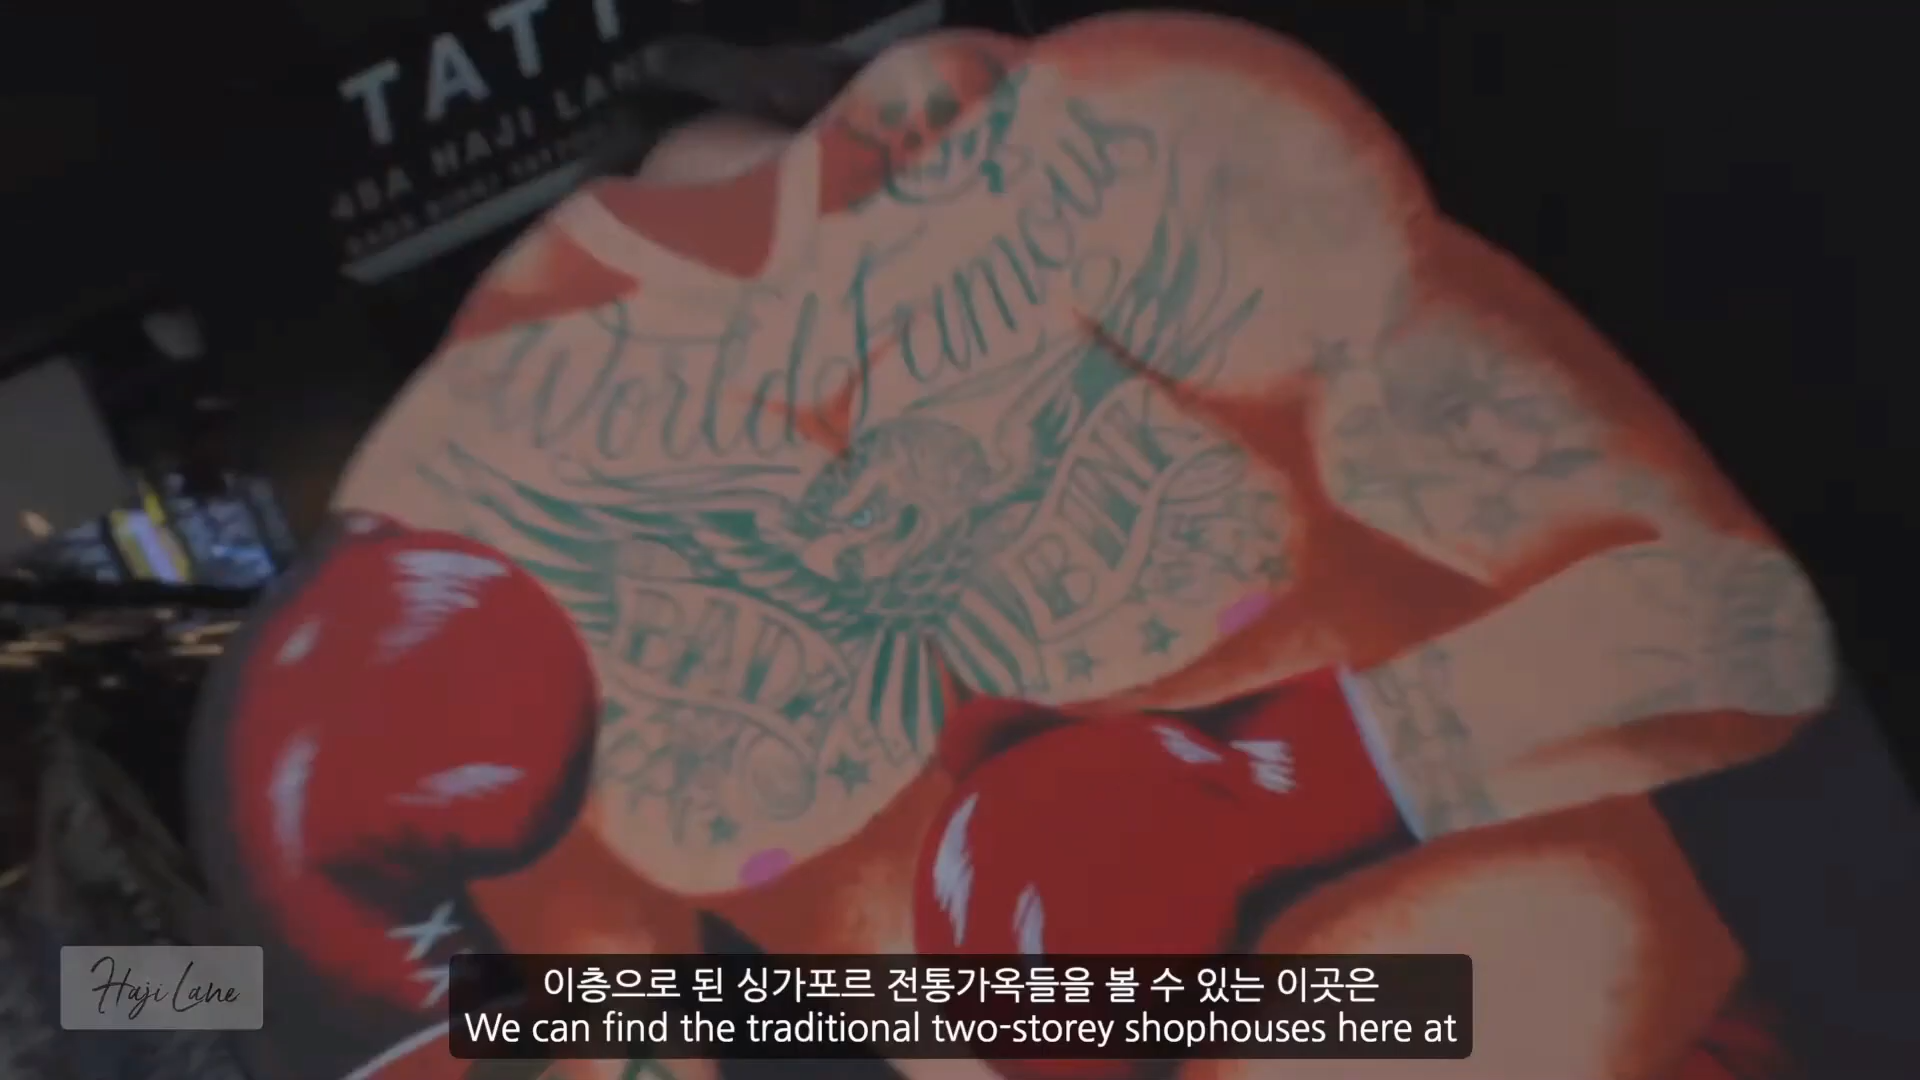 TATT
HAJI LANE
World Famous
BAD
INK
Haji Lane
이층으로 된 싱가포르 전통가옥들을 볼 수 있는 이곳은
We can find the traditional two-storey shophouses here at